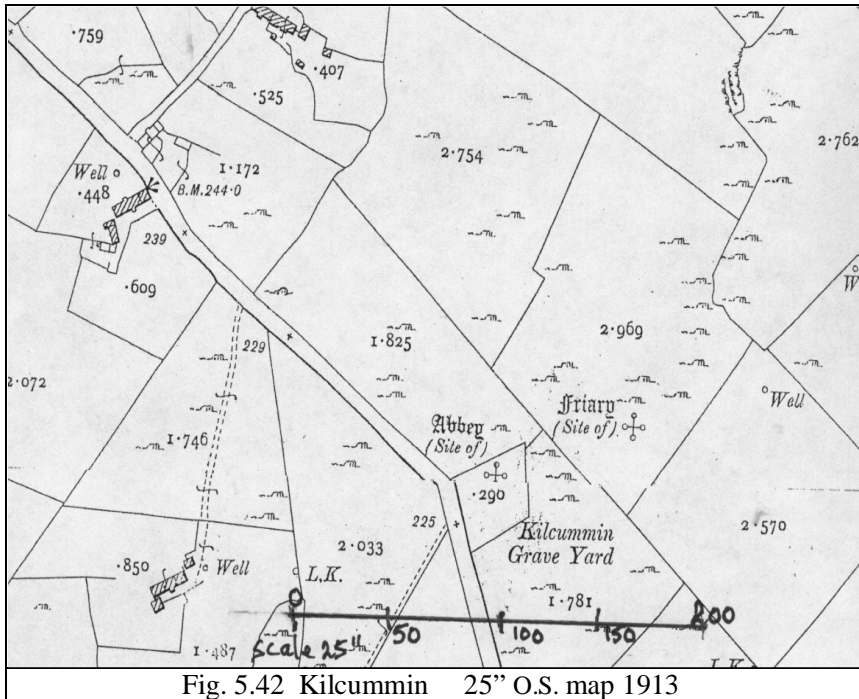 ·759
·407
·525
2·754
2·762
1·172
Well
·448
B.M.244·0
239
·609
W
2·969
229
1·825
2·072
Abbey
(Site of)
Friary
(Site of)
Well
1·746
·290
225
2·570
Kilcummin
Grave Yard
2·033
·850
Well
L.K.
1·781
0
50
100
150
200
Scale 25"
1·487
L.K.
Fig. 5.42 Kilcummin 25” O.S. map 1913